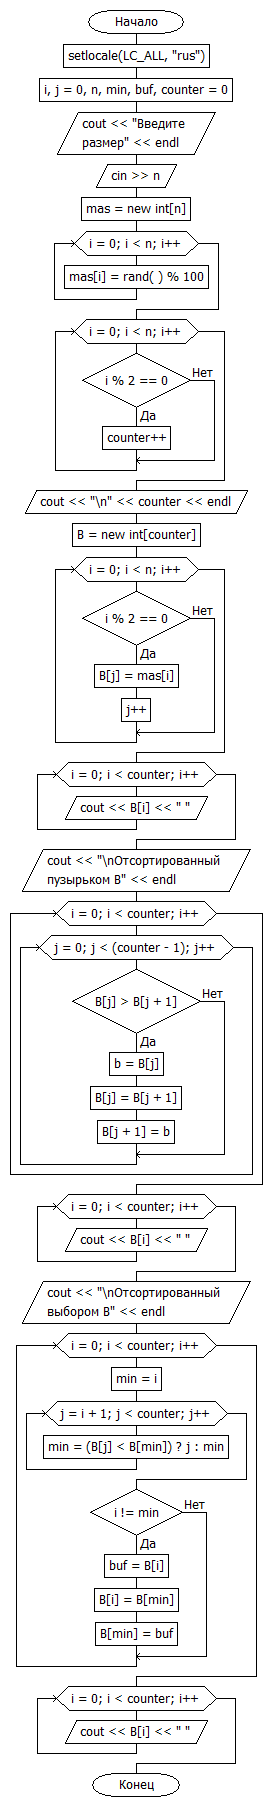 Начало
setlocale(LC_ALL, "rus")
i, j = 0, n, min, buf, counter = 0
cout << "Введите
размер" << endl
cin >> n
mas = new int[n]
i = 0; i < n; i++
mas[i] = rand( ) % 100
i = 0; i < n; i++
Нет
i % 2 == 0
Да
counter++
cout << "\n" << counter << endl
B = new int[counter]
i = 0; i < n; i++
Нет
i % 2 == 0
Да
B[j] = mas[i]
j++
i = 0; i < counter; i++
cout << B[i] << " "
cout << "\nОтсортированный
пузырьком B" << endl
i = 0; i < counter; i++
j = 0; j < (counter - 1); j++
Нет
B[j] > B[j + 1]
Да
b = B[j]
B[j] = B[j + 1]
B[j + 1] = b
i = 0; i < counter; i++
cout << B[i] << " "
cout << "\nОтсортированный
выбором B" << endl
i = 0; i < counter; i++
min = i
j = i + 1; j < counter; j++
min = (B[j] < B[min]) ? j : min
Нет
i != min
Да
buf = B[i]
B[i] = B[min]
B[min] = buf
i = 0; i < counter; i++
cout << B[i] << " "
Конец